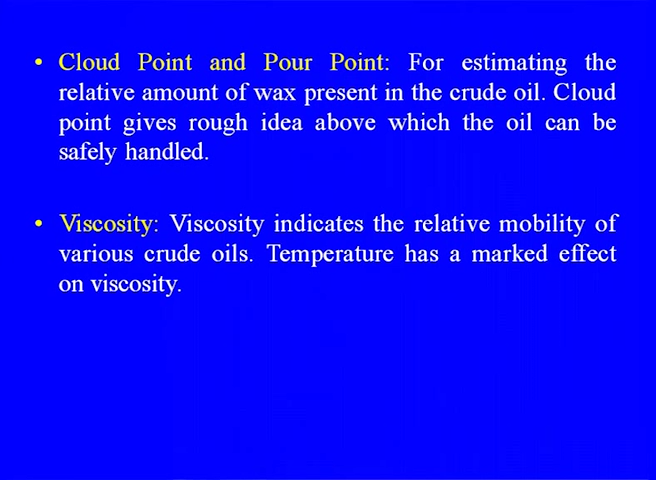 • Cloud Point and Pour Point: For estimating the
relative amount of wax present in the crude oil. Cloud
point gives rough idea above which the oil can be
safely handled.
• Viscosity: Viscosity indicates the relative mobility of
various crude oils. Temperature has a marked effect
on viscosity.